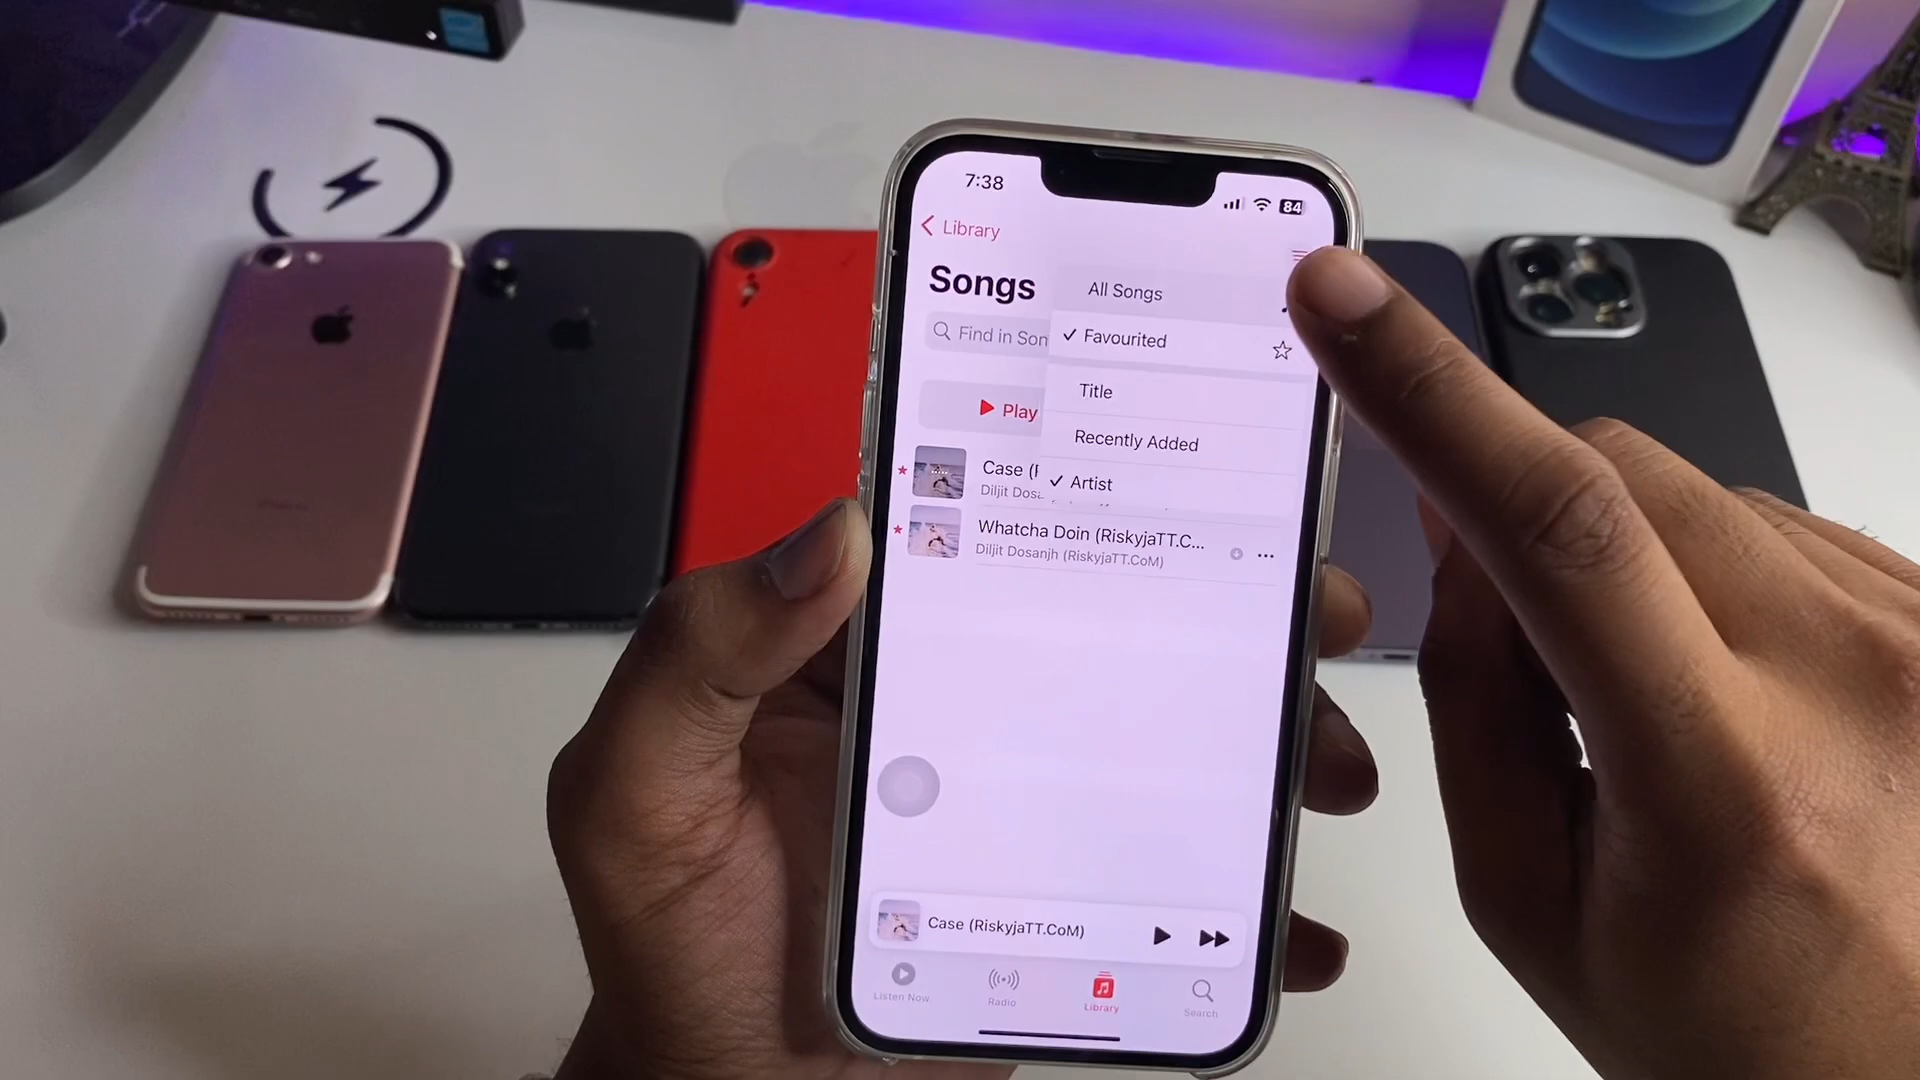 7:38
84
Library
Songs
All Songs
Find in Son
Favourited
Title
Play
Recently Added
Case (
Artist
Diljit Dosa
Whatcha Doin (RiskyjaTT.C...
Diljit Dosanjh (RiskyjaTT.CoM)
Case (RiskyjaTT.CoM)
Listen Now
Radio
Library
Search